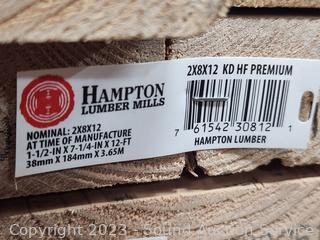 HAMPTON
LUMBER MILLS
NOMINAL: 2X8X12
AT TIME OF MANUFACTURE
1-1/2-IN X 7-1/4-IN X 12-FT
38mm x 184mm x 3.65M
2X8X12 KD HF PREMIUM
7 61542 30812 1
HAMPTON LUMBER
Copyright 2023 - Sound Auction Service